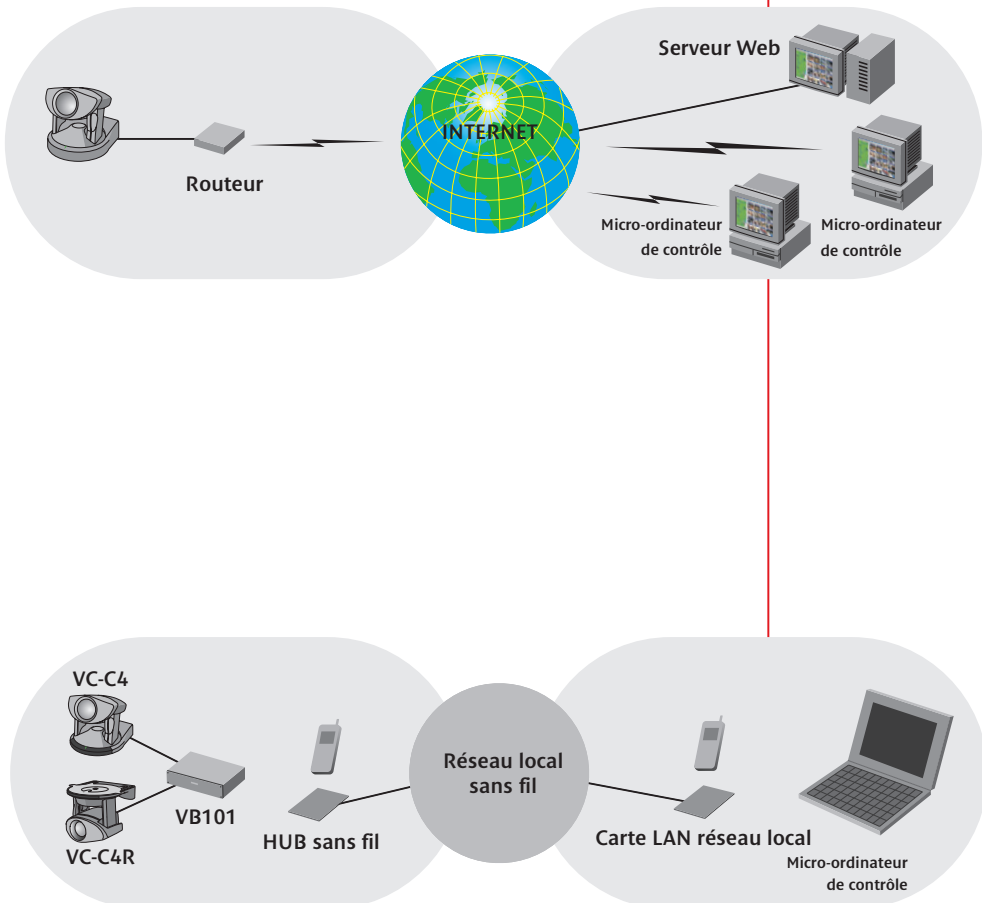 Serveur Web
INTERNET
Routeur
Micro-ordinateur
de contrôle
Micro-ordinateur
de contrôle
VC-C4
VB101
VC-C4R
HUB sans fil
Réseau local
sans fil
Carte LAN réseau local
Micro-ordinateur
de contrôle